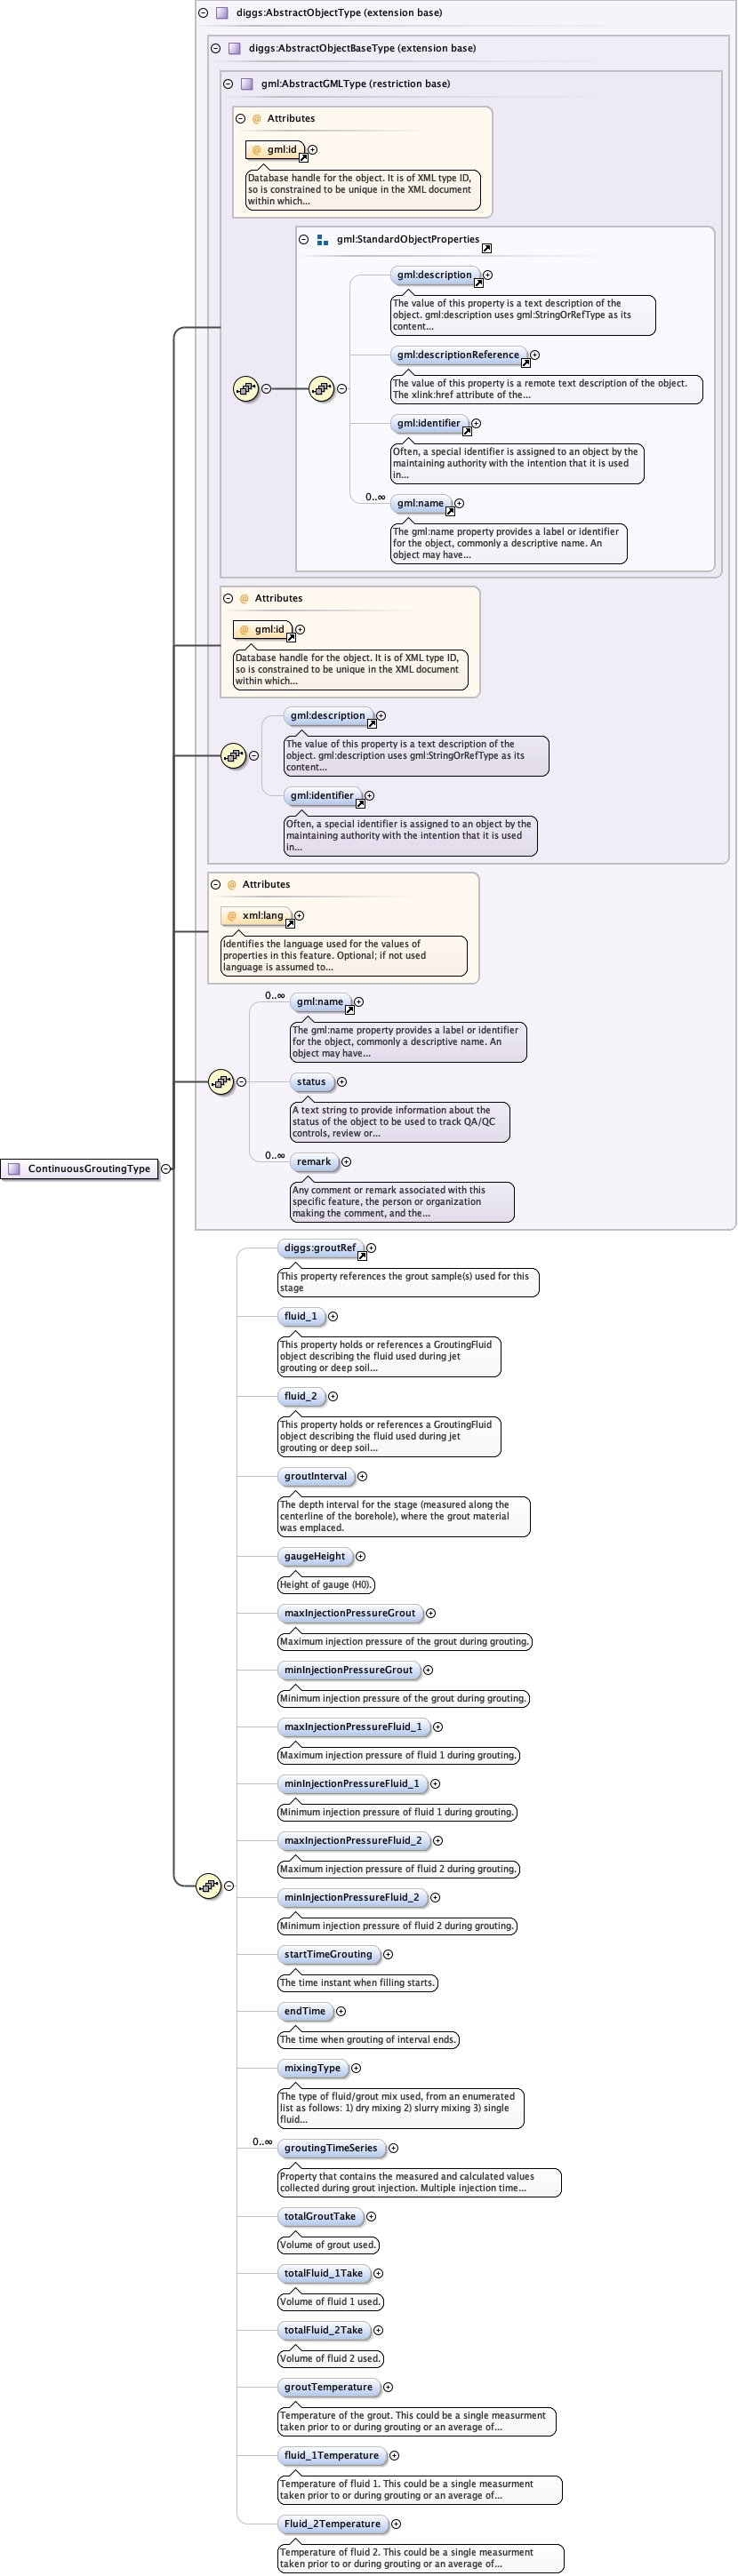 diggs:AbstractObjectType (extension base)
diggs:AbstractObjectBaseType (extension base)
gml:AbstractGMLType (restriction base)
@ Attributes
@ gml:id
Database handle for the object. It is of XML type ID,
so is constrained to be unique in the XML document
within which...
gml:StandardObjectProperties
gml:description
The value of this property is a text description of the
object. gml:description uses gml:StringOrRefType as its
content...
gml:descriptionReference
The value of this property is a remote text description of the object.
The xlink:href attribute of the...
gml:identifier
Often, a special identifier is assigned to an object by the
maintaining authority with the intention that it is used
in...
0..∞
gml:name
The gml:name property provides a label or identifier
for the object, commonly a descriptive name. An
object may have...
@ Attributes
@ gml:id
Database handle for the object. It is of XML type ID,
so is constrained to be unique in the XML document
within which...
gml:description
The value of this property is a text description of the
object. gml:description uses gml:StringOrRefType as its
content...
gml:identifier
Often, a special identifier is assigned to an object by the
maintaining authority with the intention that it is used
in...
@ Attributes
@ xml:lang
Identifies the language used for the values of
properties in this feature. Optional; if not used
language is assumed to...
0..∞
gml:name
The gml:name property provides a label or identifier
for the object, commonly a descriptive name. An
object may have...
status
A text string to provide information about the
status of the object to be used to track QA/QC
controls, review or...
0..∞
remark
Any comment or remark associated with this
specific feature, the person or organization
making the comment, and the...
ContinuousGroutingType
diggs:groutRef
This property references the grout sample(s) used for this
stage
fluid_1
This property holds or references a GroutingFluid
object describing the fluid used during jet
grouting or deep soil...
fluid_2
This property holds or references a GroutingFluid
object describing the fluid used during jet
grouting or deep soil...
groutInterval
The depth interval for the stage (measured along the
centerline of the borehole), where the grout material
was emplaced.
gaugeHeight
Height of gauge (H0).
maxInjectionPressureGrout
Maximum injection pressure of the grout during grouting.
minInjectionPressureGrout
Minimum injection pressure of the grout during grouting.
maxInjectionPressureFluid_1
Maximum injection pressure of fluid 1 during grouting.
minInjectionPressureFluid_1
Minimum injection pressure of fluid 1 during grouting.
maxInjectionPressureFluid_2
Maximum injection pressure of fluid 2 during grouting.
minInjectionPressureFluid_2
Minimum injection pressure of fluid 2 during grouting.
startTimeGrouting
The time instant when filling starts.
endTime
The time when grouting of interval ends.
mixingType
The type of fluid/grout mix used, from an enumerated
list as follows: 1) dry mixing 2) slurry mixing 3) single
fluid...
0..∞
groutingTimeSeries
Property that contains the measured and calculated values
collected during grout injection. Multiple injection time...
totalGroutTake
Volume of grout used.
totalFluid_1Take
Volume of fluid 1 used.
totalFluid_2Take
Volume of fluid 2 used.
groutTemperature
Temperature of the grout. This could be a single measurment
taken prior to or during grouting or an average of...
fluid_1Temperature
Temperature of fluid 1. This could be a single measurment
taken prior to or during grouting or an average of...
Fluid_2Temperature
Temperature of fluid 2. This could be a single measurment
taken prior to or during grouting or an average of...